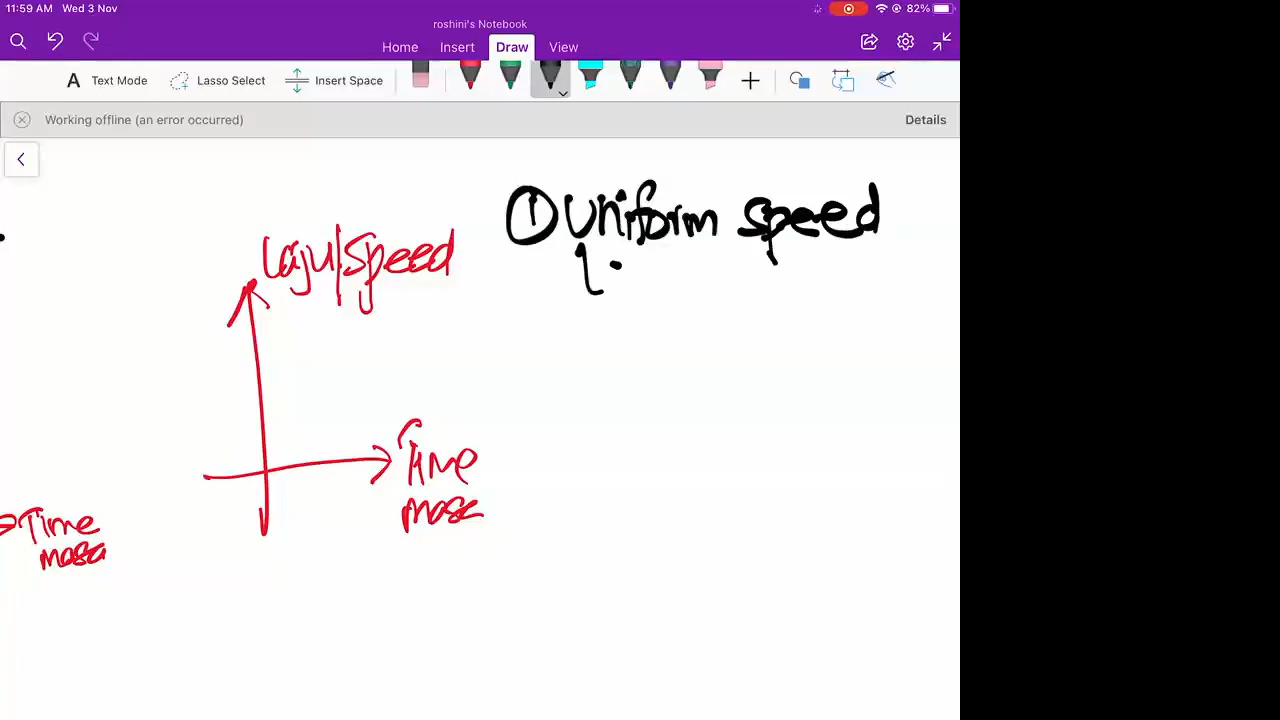 11:59 AM Wed 3 Nov
82%
roshini's Notebook
Home Insert Draw View
Text Mode Lasso Select Insert Space
Working offline (an error occurred) Details
① Uniform speed
Laju/Speed
Time
masa
Time
masa